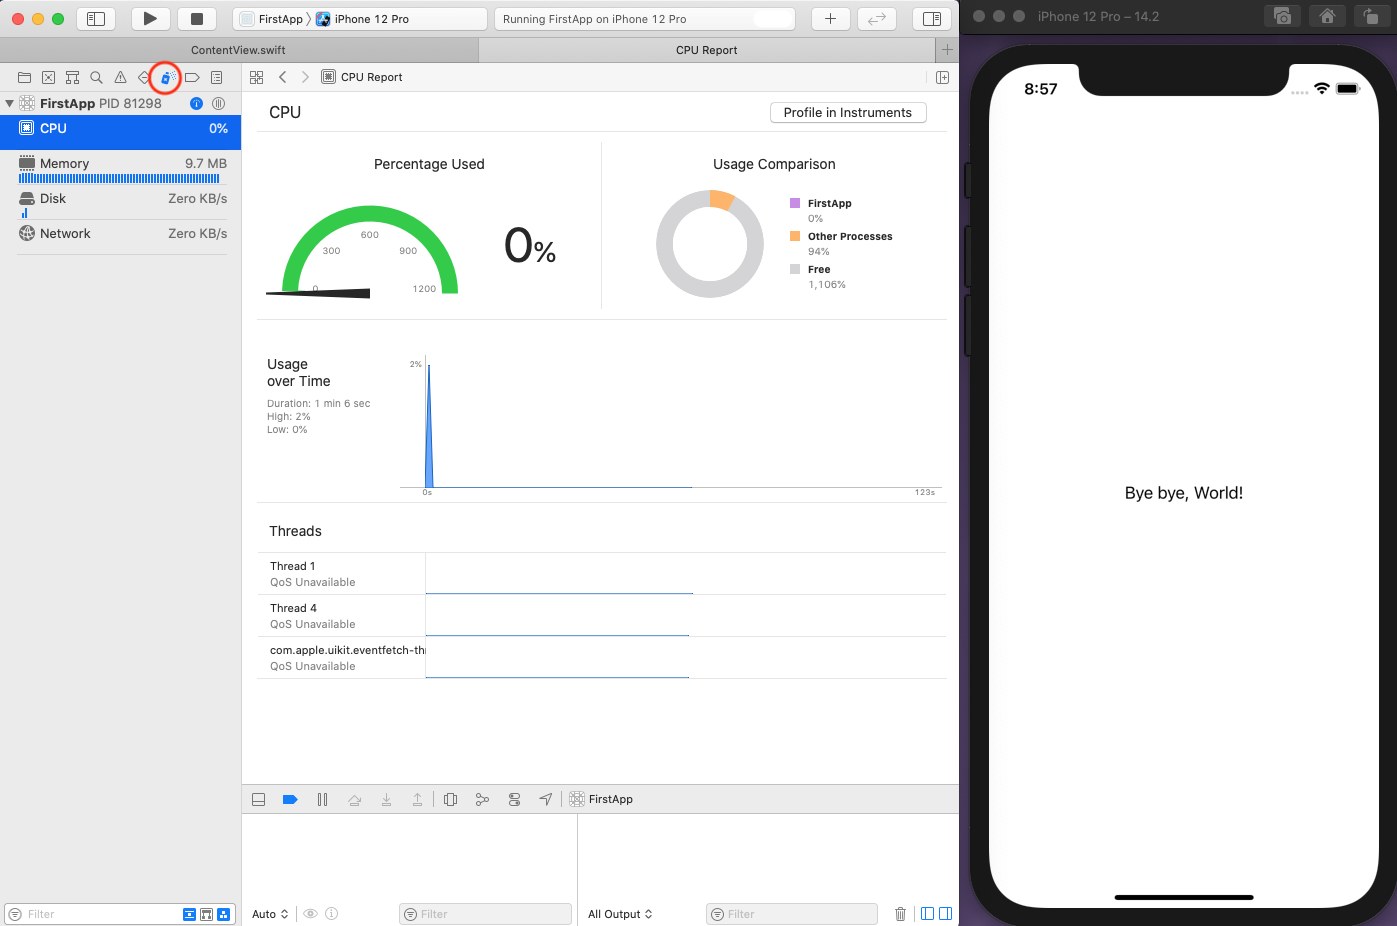 FirstApp
iPhone 12 Pro
Running FirstApp on iPhone 12 Pro
iPhone 12 Pro – 14.2
ContentView.swift
CPU Report
CPU Report
FirstApp PID 81298
CPU 0%
Memory 9.7 MB
Disk Zero KB/s
Network Zero KB/s
Filter
CPU
Profile in Instruments
Percentage Used
0
300
600
900
1200
0%
Usage Comparison
FirstApp
0%
Other Processes
94%
Free
1,106%
Usage
over Time
Duration: 1 min 6 sec
High: 2%
Low: 0%
2%
0s
123s
Threads
Thread 1
QoS Unavailable
Thread 4
QoS Unavailable
com.apple.uikit.eventfetch-th
QoS Unavailable
FirstApp
Auto
Filter
All Output
Filter
8:57
Bye bye, World!